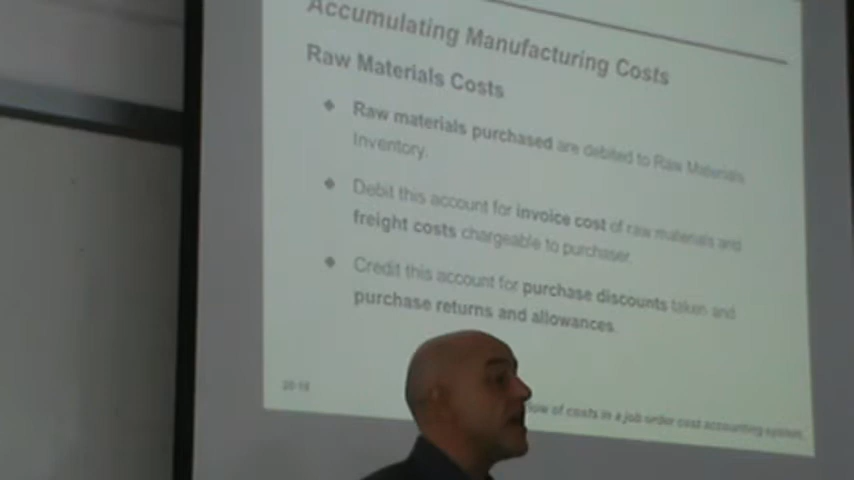 Accumulating Manufacturing Costs
Raw Materials Costs
❖ Raw materials purchased are debited to Raw Materials
Inventory.
❖ Debit this account for invoice cost of raw materials and
freight costs chargeable to purchaser.
❖ Credit this account for purchase discounts taken and
purchase returns and allowances.
of costs in a job order cost accounting system.